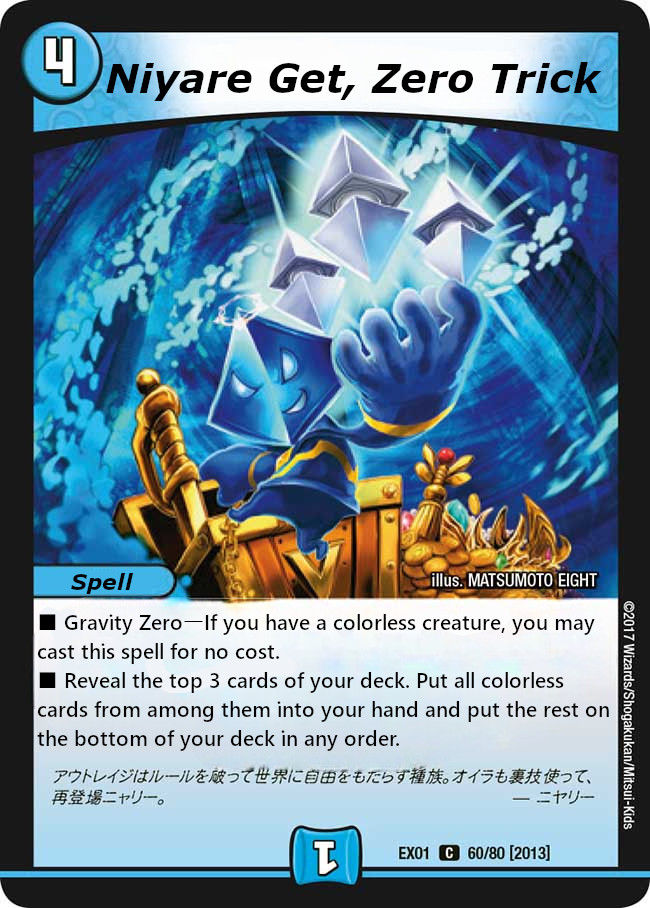 4
Niyare Get, Zero Trick
Spell
illus. MATSUMOTO EIGHT
■ Gravity Zero—If you have a colorless creature, you may
cast this spell for no cost.
■ Reveal the top 3 cards of your deck. Put all colorless
cards from among them into your hand and put the rest on
the bottom of your deck in any order.
アウトレイジはルールを破って世界に自由をもたらす種族。オイラも裏技使って、
再登場ニャリー。 — ニヤリー
1
EX01 C 60/80 [2013]
©2017 Wizards/Shogakukan/Mitsui-Kids